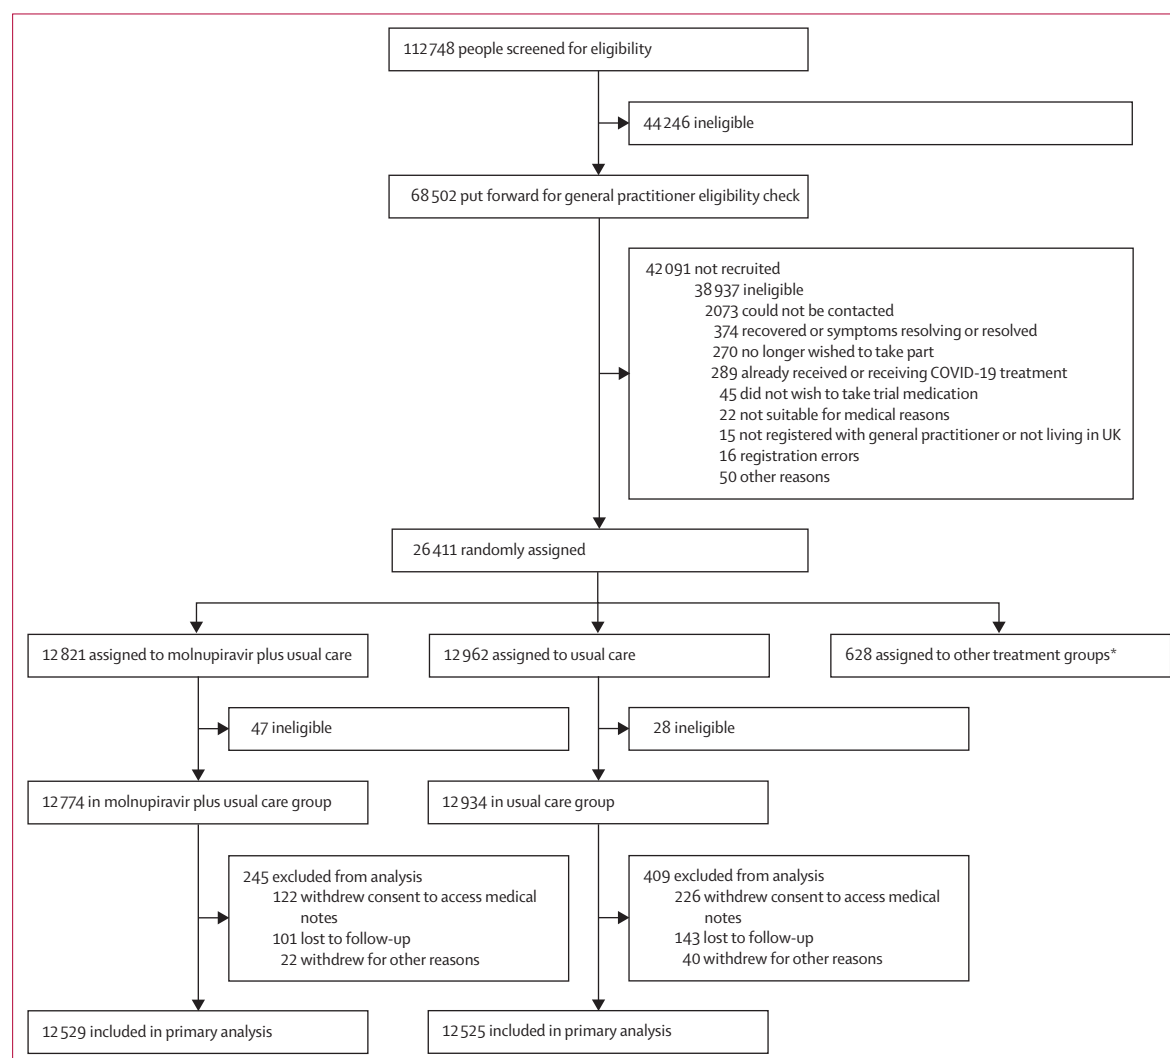 112 748 people screened for eligibility
44 246 ineligible
68 502 put forward for general practitioner eligibility check
42 091 not recruited
38 937 ineligible
2073 could not be contacted
374 recovered or symptoms resolving or resolved
270 no longer wished to take part
289 already received or receiving COVID-19 treatment
45 did not wish to take trial medication
22 not suitable for medical reasons
15 not registered with general practitioner or not living in UK
16 registration errors
50 other reasons
26 411 randomly assigned
12 821 assigned to molnupiravir plus usual care
12 962 assigned to usual care
628 assigned to other treatment groups*
47 ineligible
28 ineligible
12 774 in molnupiravir plus usual care group
12 934 in usual care group
245 excluded from analysis
122 withdrew consent to access medical
notes
101 lost to follow-up
22 withdrew for other reasons
409 excluded from analysis
226 withdrew consent to access medical
notes
143 lost to follow-up
40 withdrew for other reasons
12 529 included in primary analysis
12 525 included in primary analysis